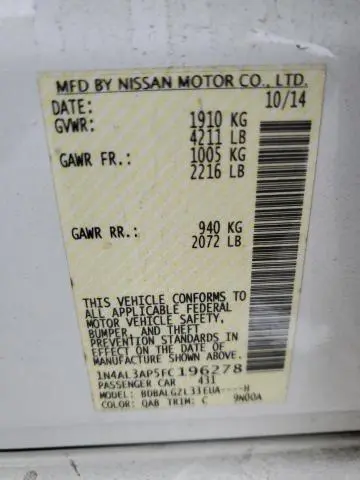 MFD BY NISSAN MOTOR CO., LTD.
DATE: 10/14
GVWR: 1910 KG
4211 LB
GAWR FR.: 1005 KG
2216 LB
GAWR RR.: 940 KG
2072 LB
THIS VEHICLE CONFORMS TO
ALL APPLICABLE FEDERAL
MOTOR VEHICLE SAFETY,
BUMPER, AND THEFT
PREVENTION STANDARDS
IN EFFECT ON THE DATE OF
MANUFACTURE SHOWN ABOVE.
1N4AL3AP5FC196278
PASSENGER CAR 431
MODEL: BDBALGZL33EUA----H
COLOR: QAB TRIM: C 9N00A